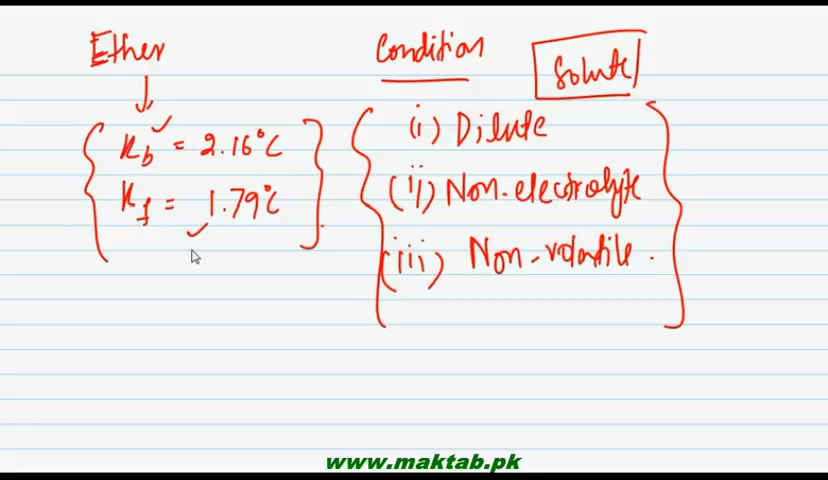 Ether
Condition
Solute
Kb = 2.16°C
Kf = 1.79°C
(i) Dilute
(ii) Non-electrolyte
(iii) Non-volatile.
www.maktab.pk